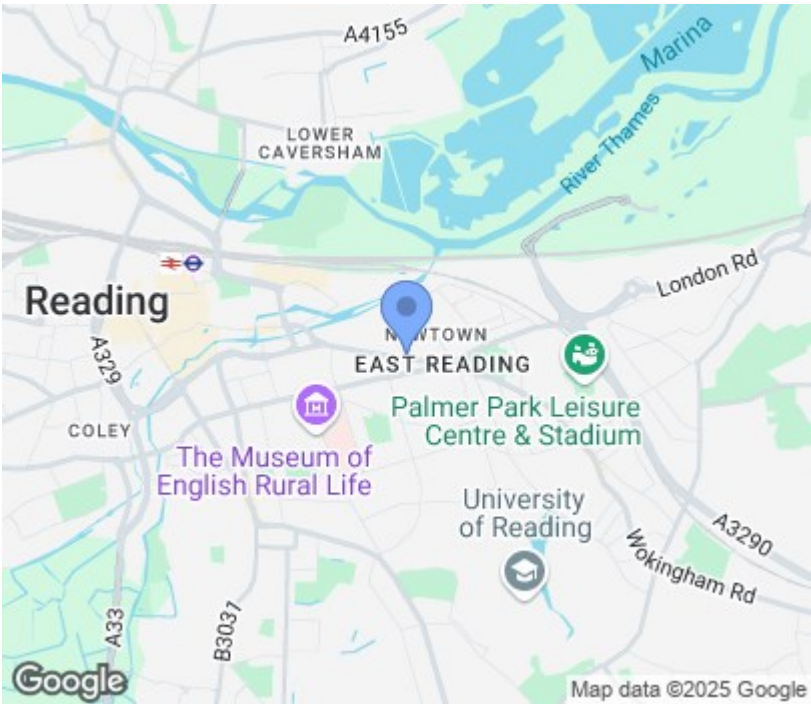 A4155
Marina
LOWER
CAVERSHAM
River Thames
London Rd
Reading
NEWTOWN
EAST READING
A329
Palmer Park Leisure
Centre & Stadium
COLEY
The Museum of
English Rural Life
University
of Reading
A3290
Wokingham Rd
A33
B3031
Google
Map data ©2025 Google